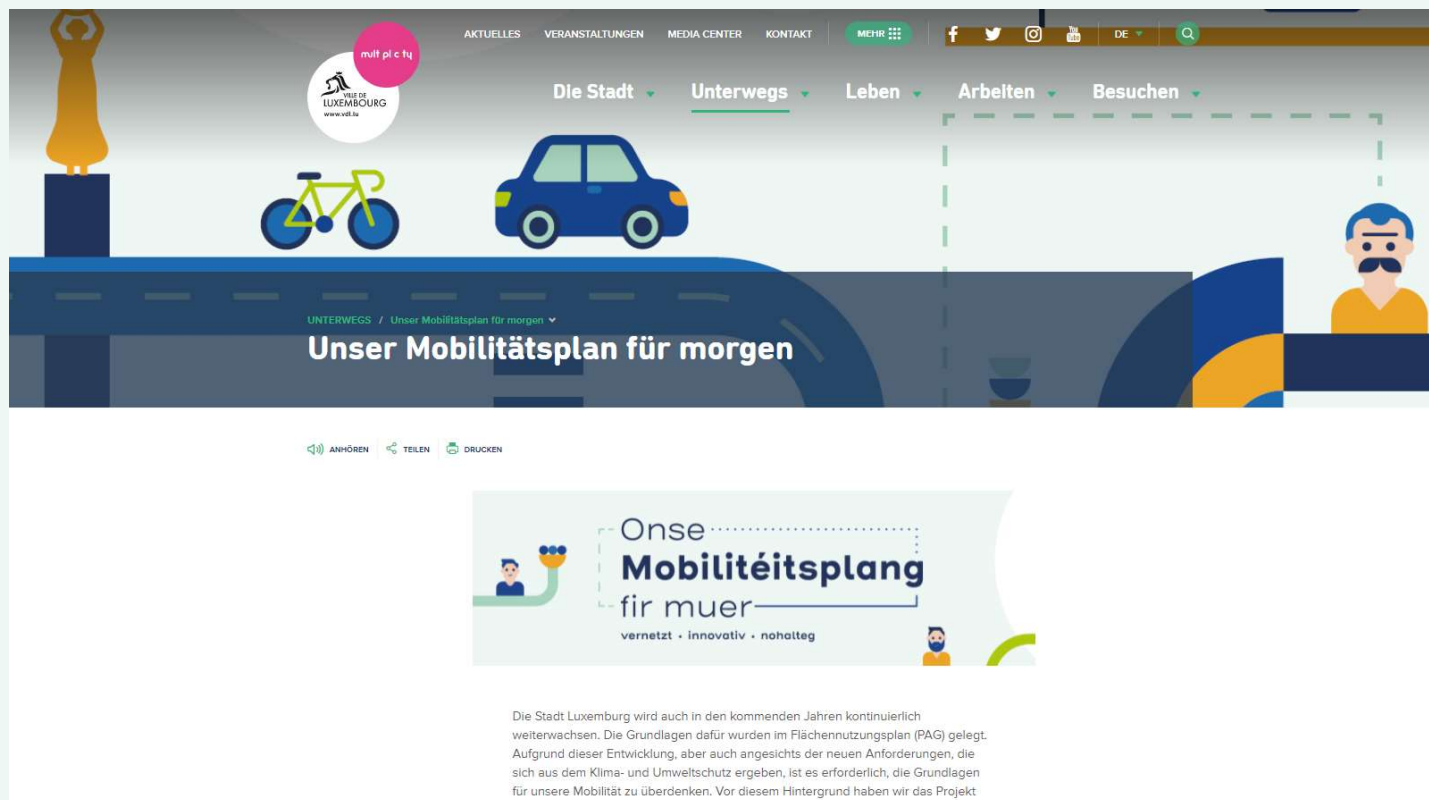 mult pl c ty
VILLE DE
LUXEMBOURG
www.vdl.lu
AKTUELLES VERANSTALTUNGEN MEDIA CENTER KONTAKT MEHR DE
Die Stadt Unterwegs Leben Arbeiten Besuchen
UNTERWEGS / Unser Mobilitätsplan für morgen
Unser Mobilitätsplan für morgen
ANHÖREN TEILEN DRUCKEN
Onse
Mobilitéitsplang
fir muer
vernetzt • innovativ • nohalteg
Die Stadt Luxemburg wird auch in den kommenden Jahren kontinuierlich
weiterwachsen. Die Grundlagen dafür wurden im Flächennutzungsplan (PAG) gelegt.
Aufgrund dieser Entwicklung, aber auch angesichts der neuen Anforderungen, die
sich aus dem Klima- und Umweltschutz ergeben, ist es erforderlich, die Grundlagen
für unsere Mobilität zu überdenken. Vor diesem Hintergrund haben wir das Projekt